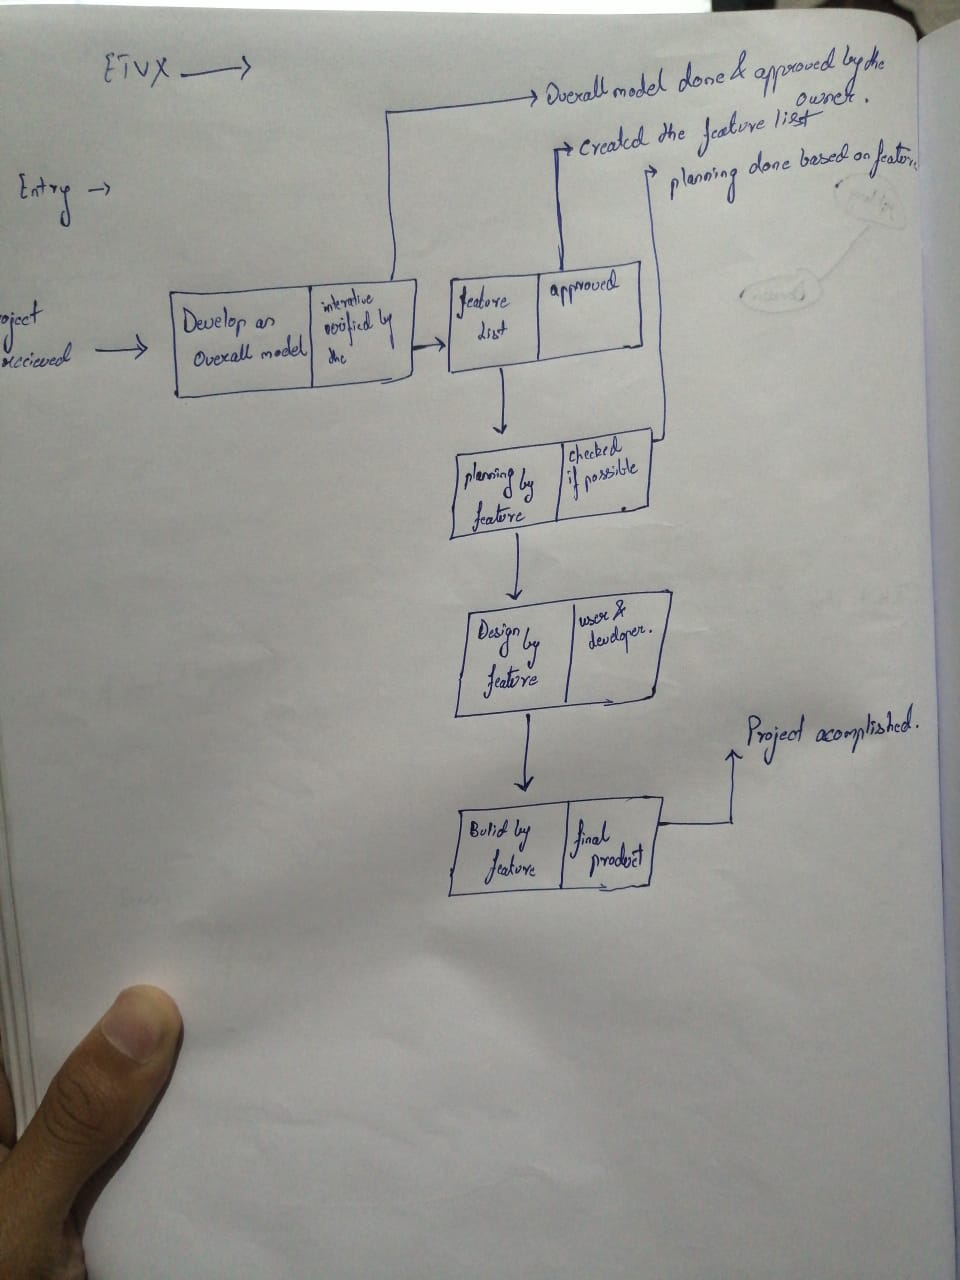 ETVX →
→ Overall model done & approved by the
owner.
→ Created the feature list
→ planning done based on feature
Entry →
oject
recieved →
Develop an
Overall model
interative
verified by
the
feature
list
approved
planning by
feature
checked
if possible
Design by
feature
user &
developer.
Project acomplished.
Bulid by
feature
final
product